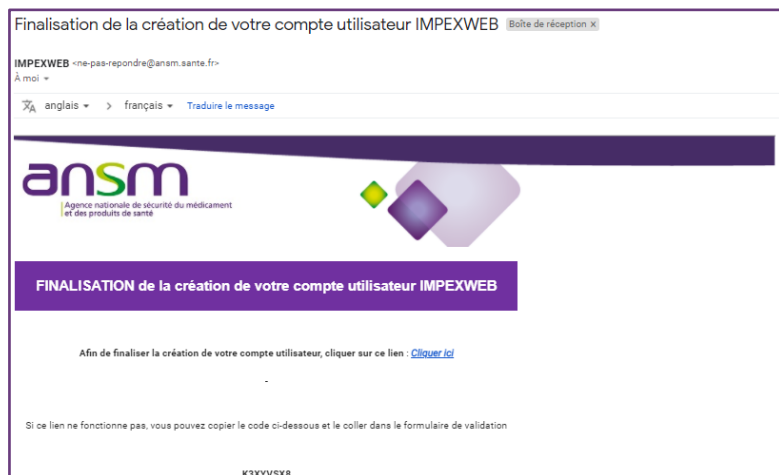 Finalisation de la création de votre compte utilisateur IMPEXWEB Boîte de réception ×
IMPEXWEB <ne-pas-repondre@ansm.sante.fr>
À moi
anglais > français Traduire le message
ansm
Agence nationale de sécurité du médicament
et des produits de santé
FINALISATION de la création de votre compte utilisateur IMPEXWEB
Afin de finaliser la création de votre compte utilisateur, cliquer sur ce lien : Cliquer ici
-
Si ce lien ne fonctionne pas, vous pouvez copier le code ci-dessous et le coller dans le formulaire de validation
K3XYVSX8